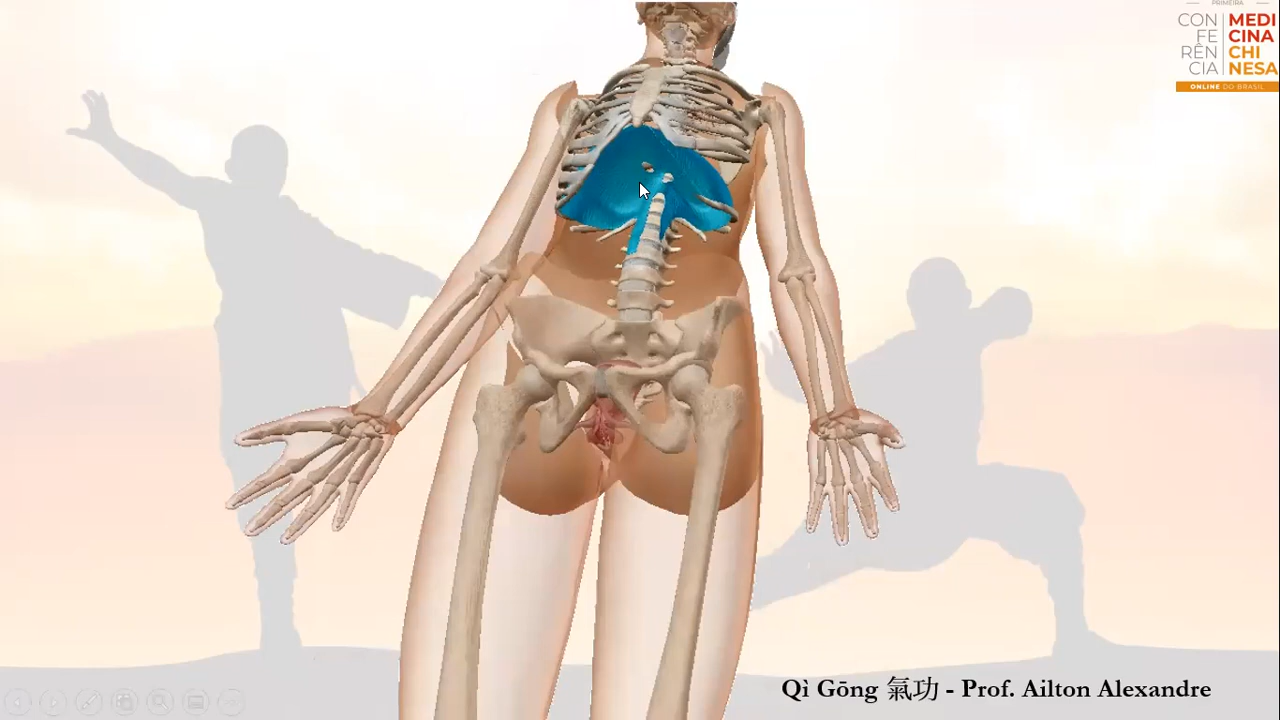 PRIMEIRA
CON
FE
RÊN
CIA
MEDI
CINA
CHI
NESA
ONLINE DO BRASIL
Qì Gōng 氣功 - Prof. Ailton Alexandre